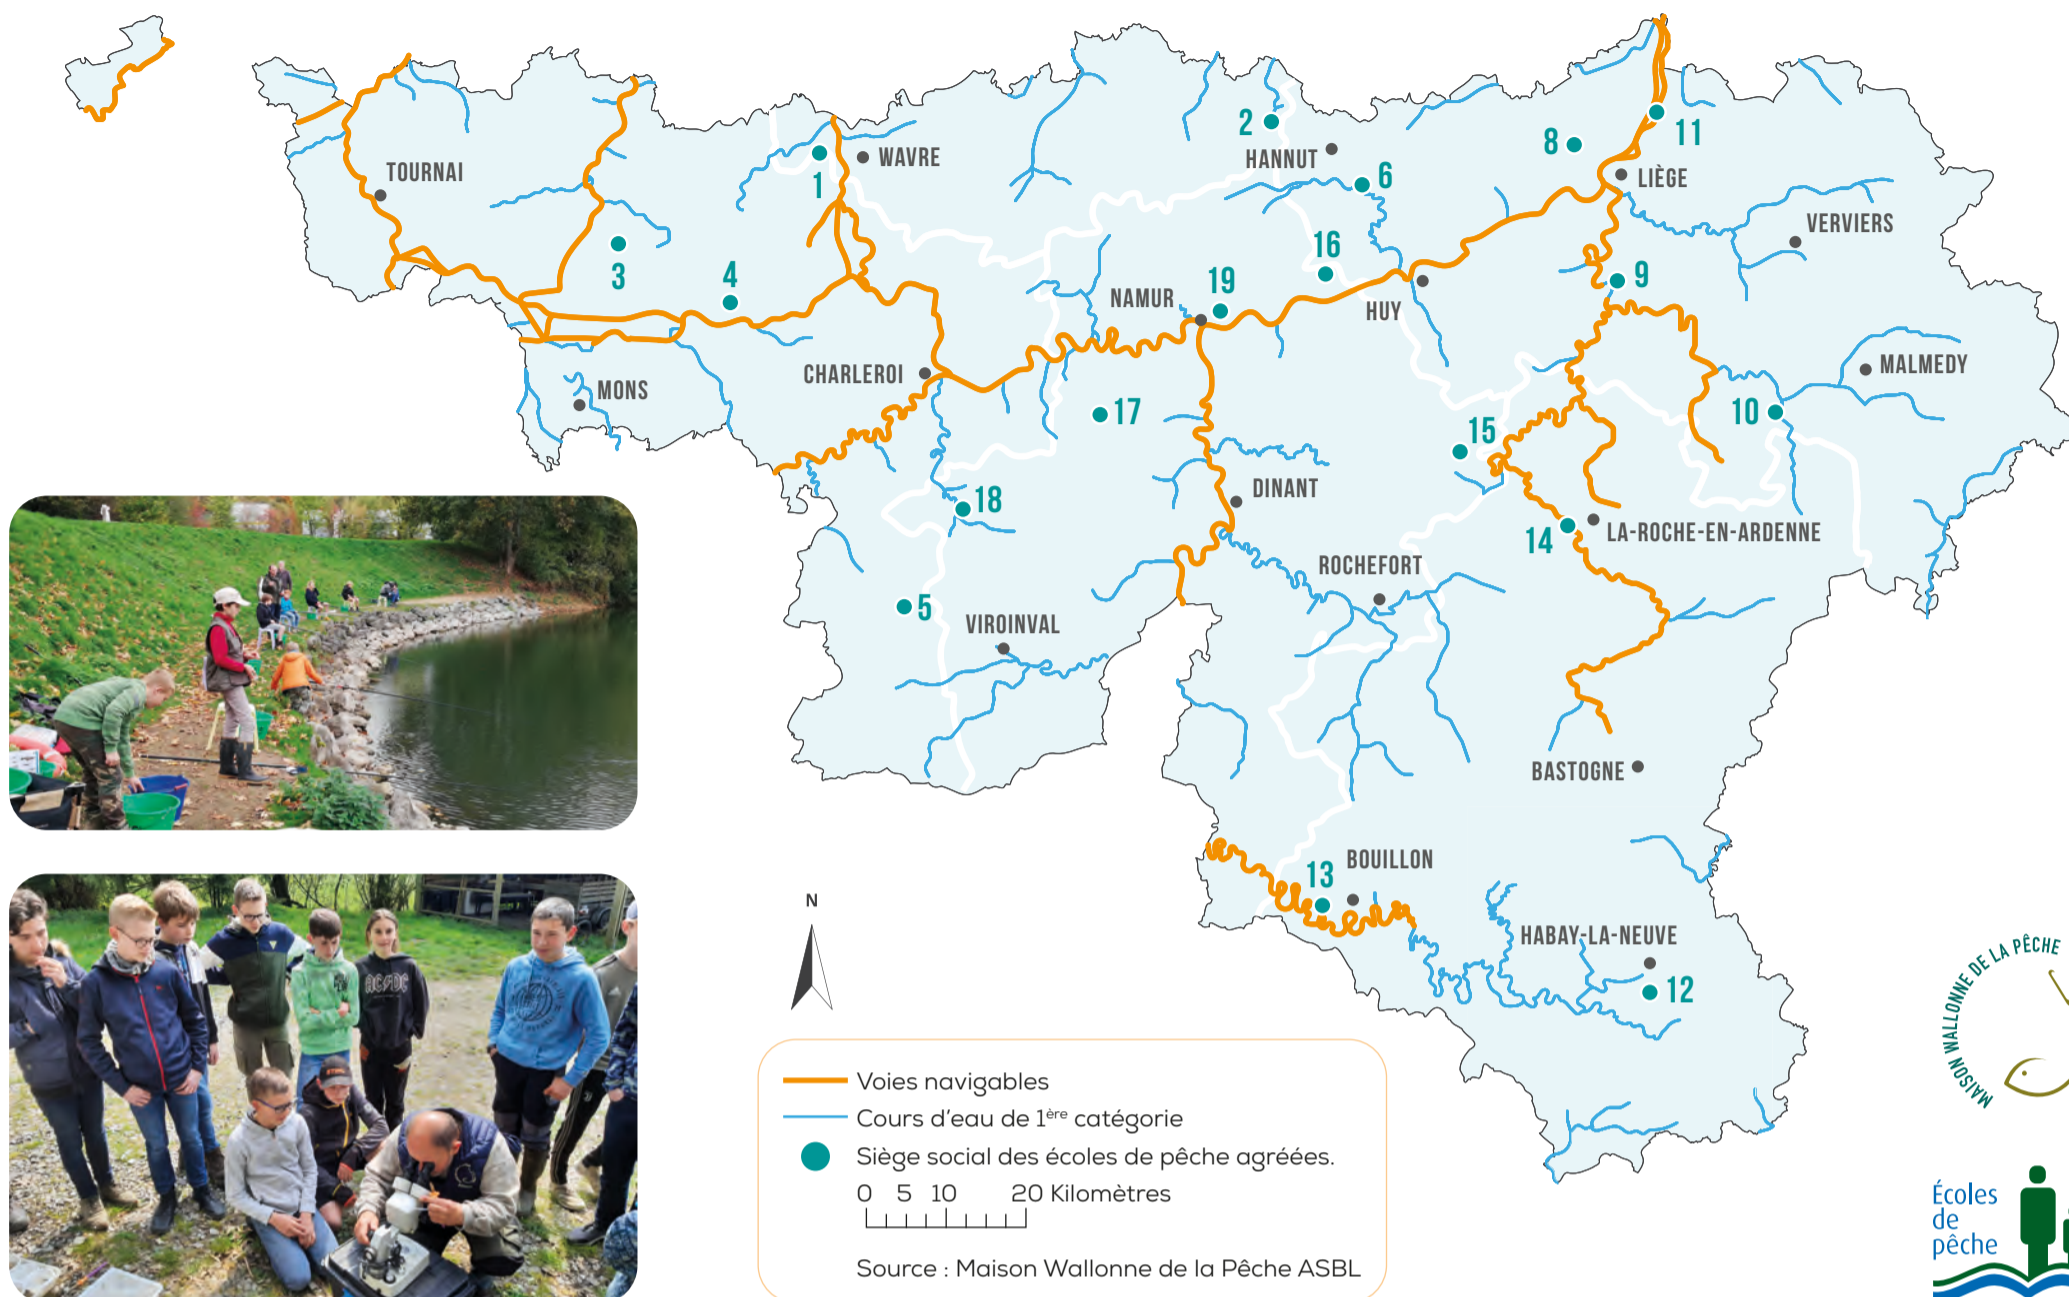 TOURNAI
WAVRE
HANNUT
LIÈGE
VERVIERS
NAMUR
HUY
CHARLEROI
MONS
MALMEDY
DINANT
LA-ROCHE-EN-ARDENNE
ROCHEFORT
VIROINVAL
BASTOGNE
BOUILLON
HABAY-LA-NEUVE
1
2
3
4
5
6
8
9
10
11
12
13
14
15
16
17
18
19
AC/DC
N
Voies navigables
Cours d'eau de 1ère catégorie
Siège social des écoles de pêche agréées.
0 5 10 20 Kilomètres
Source : Maison Wallonne de la Pêche ASBL
MAISON WALLONNE DE LA PÊCHE
Écoles
de
pêche